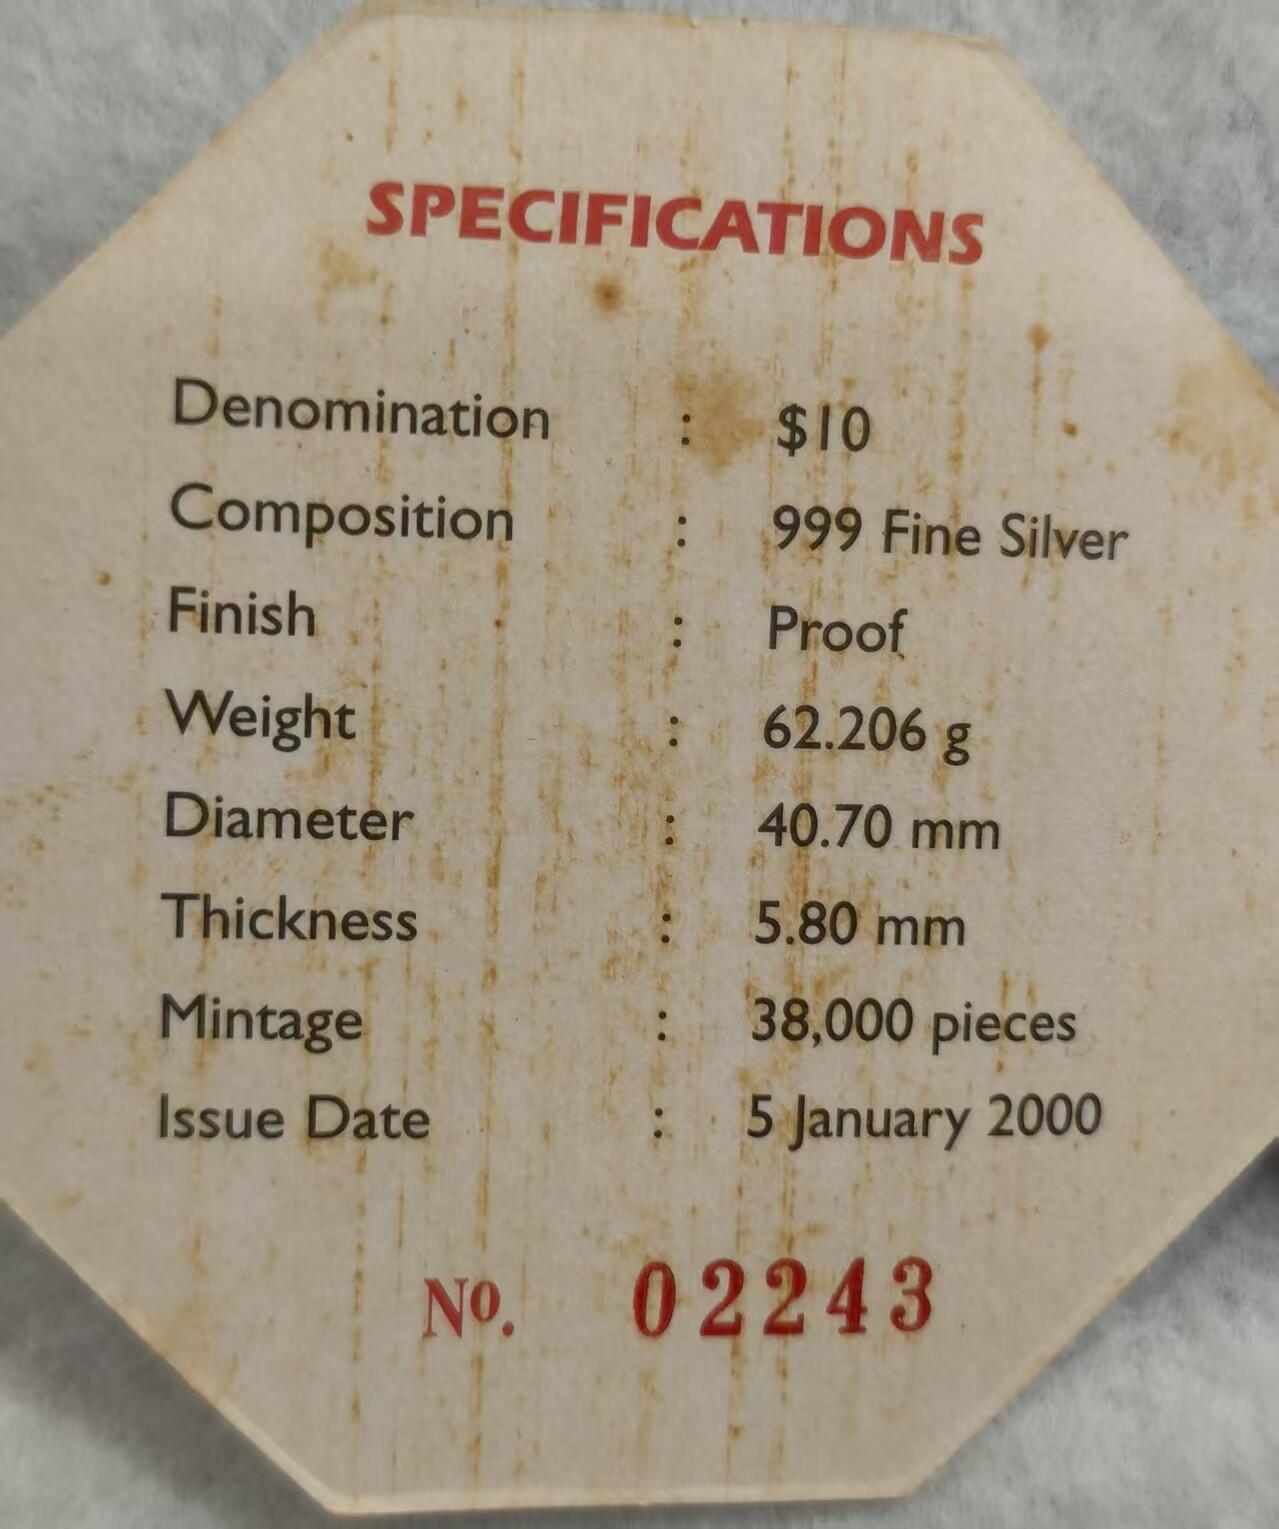 SPECIFICATIONS
Denomination : $10
Composition : 999 Fine Silver
Finish : Proof
Weight : 62.206 g
Diameter : 40.70 mm
Thickness : 5.80 mm
Mintage : 38,000 pieces
Issue Date : 5 January 2000
No. 02243